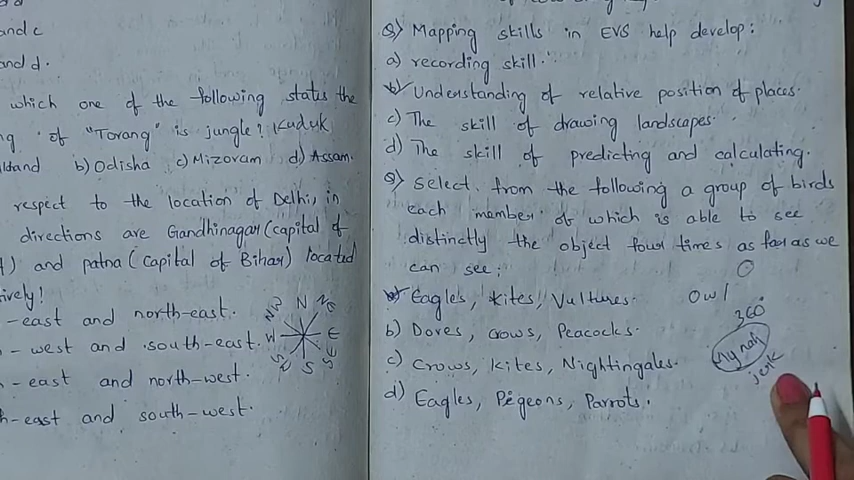 and c
and d.
which one of the following states the
of "Torang" is jungle? Kuduk
b) Odisha c) Mizoram d) Assam.
respect to the location of Delhi, in
directions are Gandhinagar (capital of
) and patna (capital of Bihar) located
- east and north-east.
- west and south-east.
- east and north-west.
-east and south-west.
NW N NE
W E
SW S SE
Q) Mapping skills in EVS help develop:
a) recording skill.
b) Understanding of relative position of places.
c) The skill of drawing landscapes.
d) The skill of predicting and calculating.
Q) Select from the following a group of birds
each member of which is able to see
distinctly the object four times as far as we
can see:
a) Eagles, Kites, Vultures.
Owl
360°
b) Doves, crows, Peacocks.
Mynah
c) Crows, Kites, Nightingales.
jerk
d) Eagles, Pigeons, Parrots.